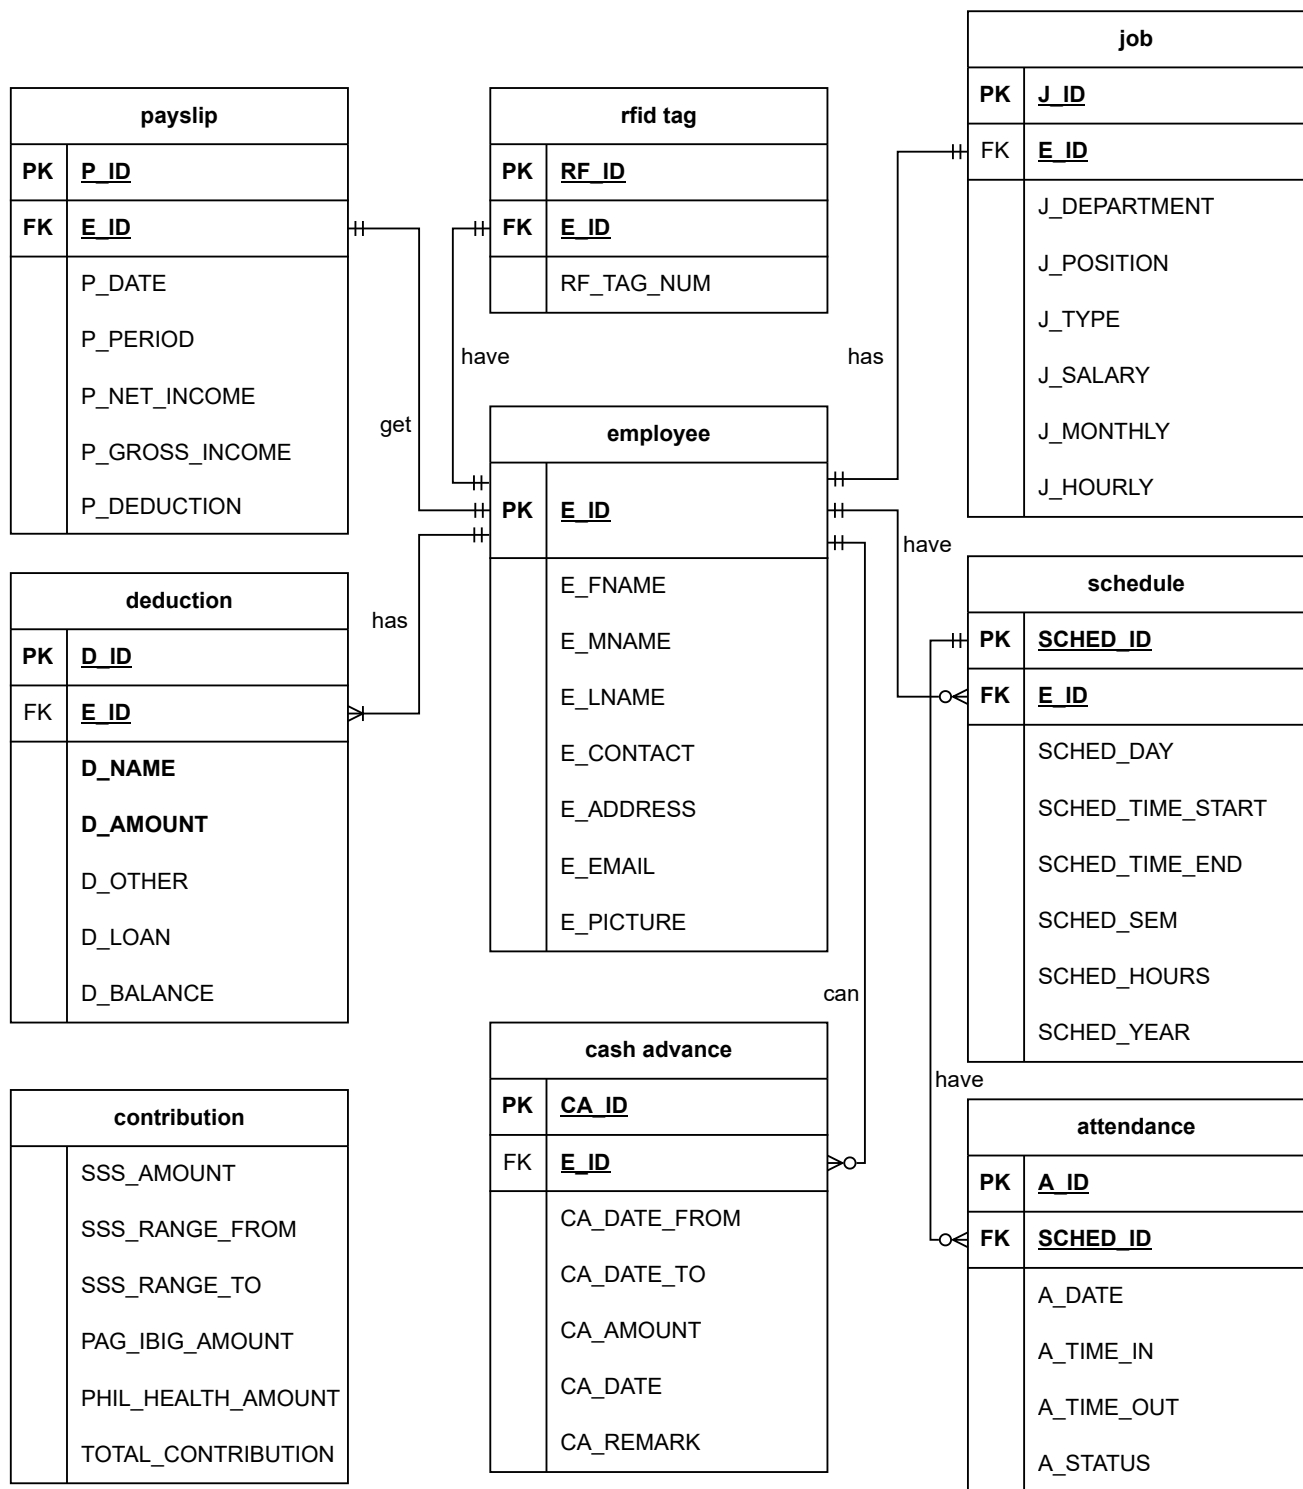 payslip
PK P_ID
FK E_ID
P_DATE
P_PERIOD
P_NET_INCOME
P_GROSS_INCOME
P_DEDUCTION
rfid tag
PK RF_ID
FK E_ID
RF_TAG_NUM
job
PK J_ID
FK E_ID
J_DEPARTMENT
J_POSITION
J_TYPE
J_SALARY
J_MONTHLY
J_HOURLY
have
has
get
employee
PK E_ID
E_FNAME
E_MNAME
E_LNAME
E_CONTACT
E_ADDRESS
E_EMAIL
E_PICTURE
have
has
deduction
PK D_ID
FK E_ID
D_NAME
D_AMOUNT
D_OTHER
D_LOAN
D_BALANCE
schedule
PK SCHED_ID
FK E_ID
SCHED_DAY
SCHED_TIME_START
SCHED_TIME_END
SCHED_SEM
SCHED_HOURS
SCHED_YEAR
can
have
contribution
SSS_AMOUNT
SSS_RANGE_FROM
SSS_RANGE_TO
PAG_IBIG_AMOUNT
PHIL_HEALTH_AMOUNT
TOTAL_CONTRIBUTION
cash advance
PK CA_ID
FK E_ID
CA_DATE_FROM
CA_DATE_TO
CA_AMOUNT
CA_DATE
CA_REMARK
attendance
PK A_ID
FK SCHED_ID
A_DATE
A_TIME_IN
A_TIME_OUT
A_STATUS